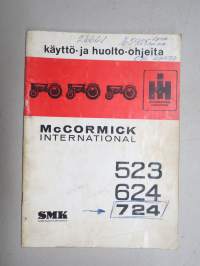 käyttö- ja huolto-ohjeita
IH
McCORMICK
INTERNATIONAL
523
624
724
SMK